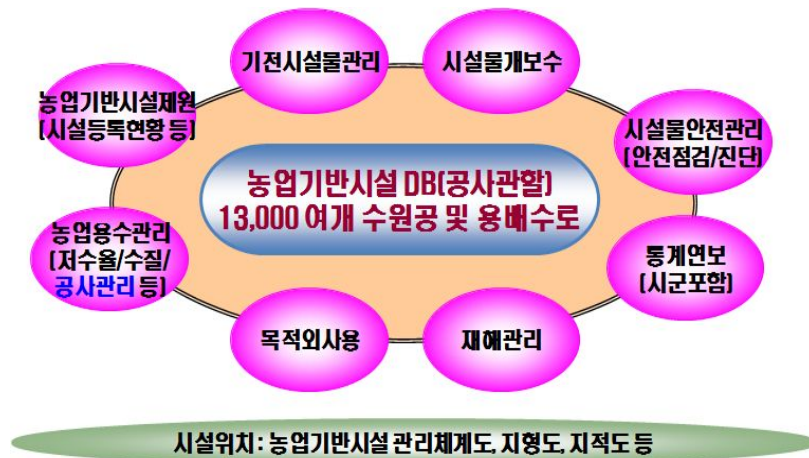 기전시설물관리
시설물개보수
농업기반시설제원
(시설등록현황 등)
시설물안전관리
(안전점검/진단)
농업기반시설 DB(공사관할)
13,000 여개 수원공 및 용배수로
농업용수관리
(저수율/수질/
공사관리 등)
통계연보
(시군포함)
목적외사용
재해관리
시설위치 : 농업기반시설 관리체계도, 지형도, 지적도 등